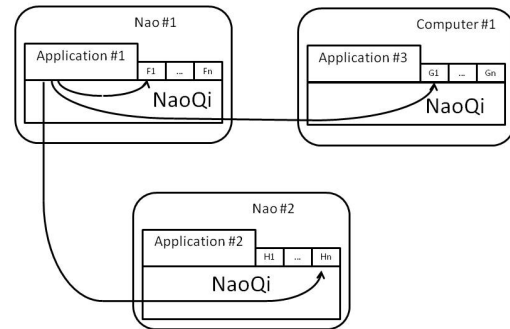 Nao #1
Application #1
F1 ... Fn
NaoQi
Computer #1
Application #3
G1 ... Gn
NaoQi
Nao #2
Application #2
H1 ... Hn
NaoQi